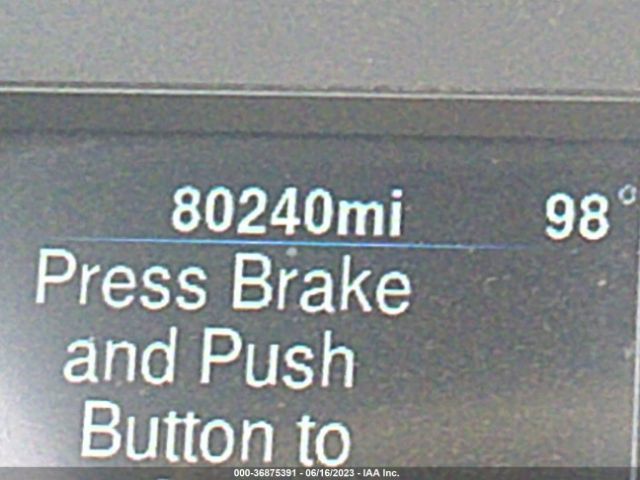 80240mi 98°
Press Brake
and Push
Button to
000-36875391 - 06/16/2023 - IAA Inc.